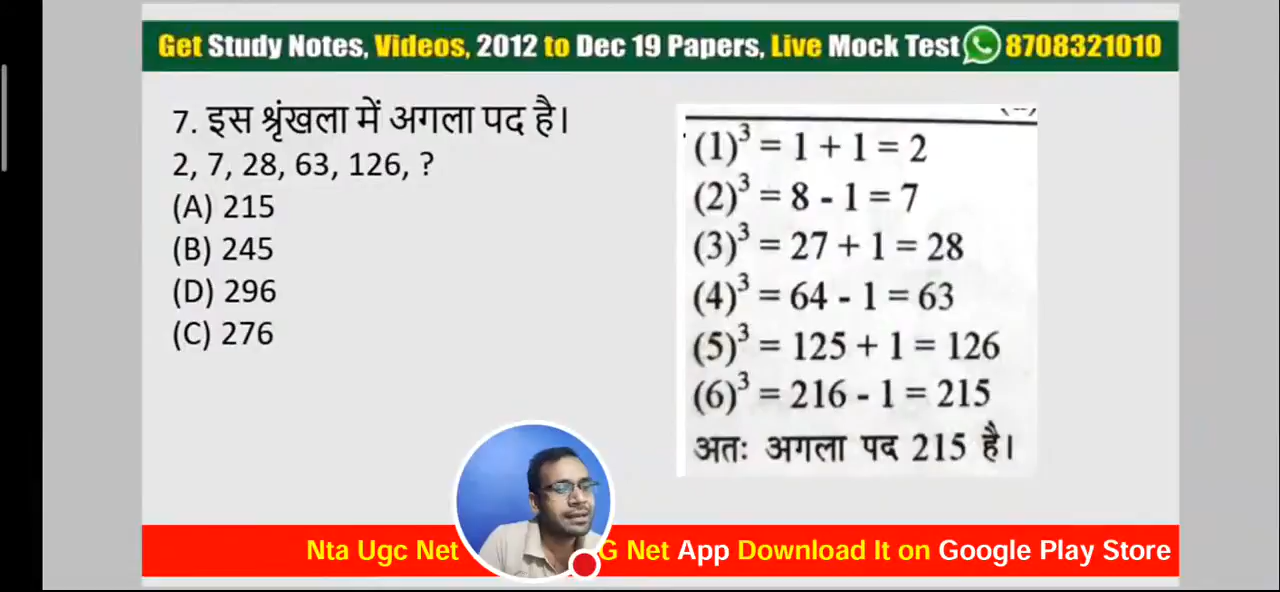 Get Study Notes, Videos, 2012 to Dec 19 Papers, Live Mock Test 8708321010
7. इस श्रृंखला में अगला पद है।
2, 7, 28, 63, 126, ?
(A) 215
(B) 245
(D) 296
(C) 276
(1)³ = 1 + 1 = 2
(2)³ = 8 - 1 = 7
(3)³ = 27 + 1 = 28
(4)³ = 64 - 1 = 63
(5)³ = 125 + 1 = 126
(6)³ = 216 - 1 = 215
अतः अगला पद 215 है।
Nta Ugc Net G Net App Download It on Google Play Store